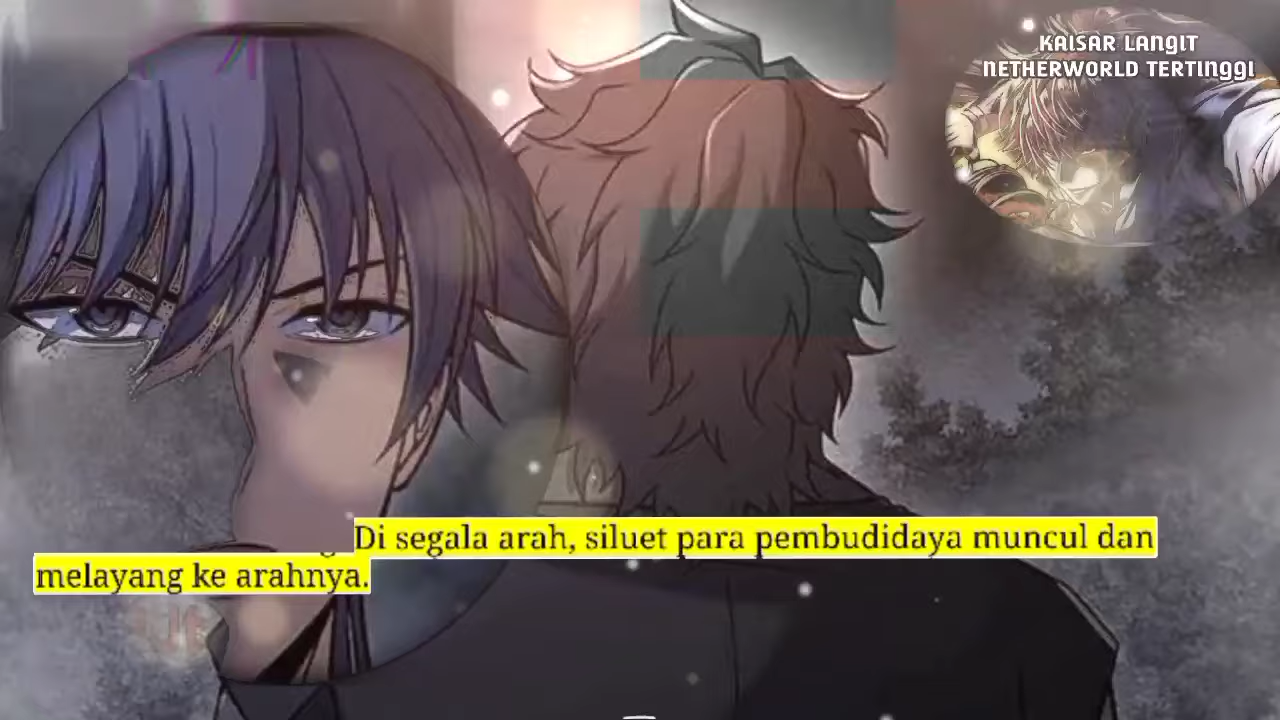 KAISAR LANGIT
NETHERWORLD TERTINGGI
Di segala arah, siluet para pembudidaya muncul dan
melayang ke arahnya.